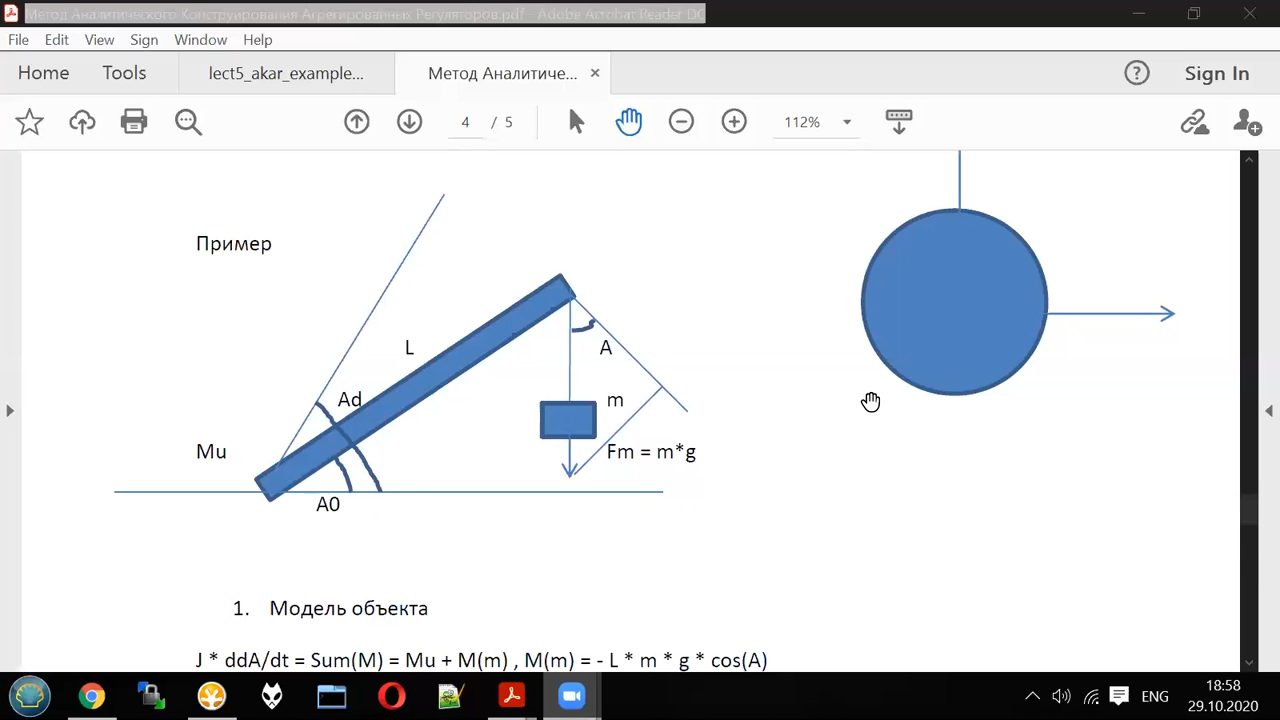 Метод Аналитического Конструирования Агрегированных Регуляторов.pdf - Adobe Acrobat Reader DC
File Edit View Sign Window Help
Home Tools lect5_akar_example... Метод Аналитиче... × Sign In
4 / 5 112%
Пример
L
A
Ad
m
Mu
Fm = m*g
A0
1. Модель объекта
J * ddA/dt = Sum(M) = Mu + M(m) , M(m) = - L * m * g * cos(A)
ENG
18:58
29.10.2020